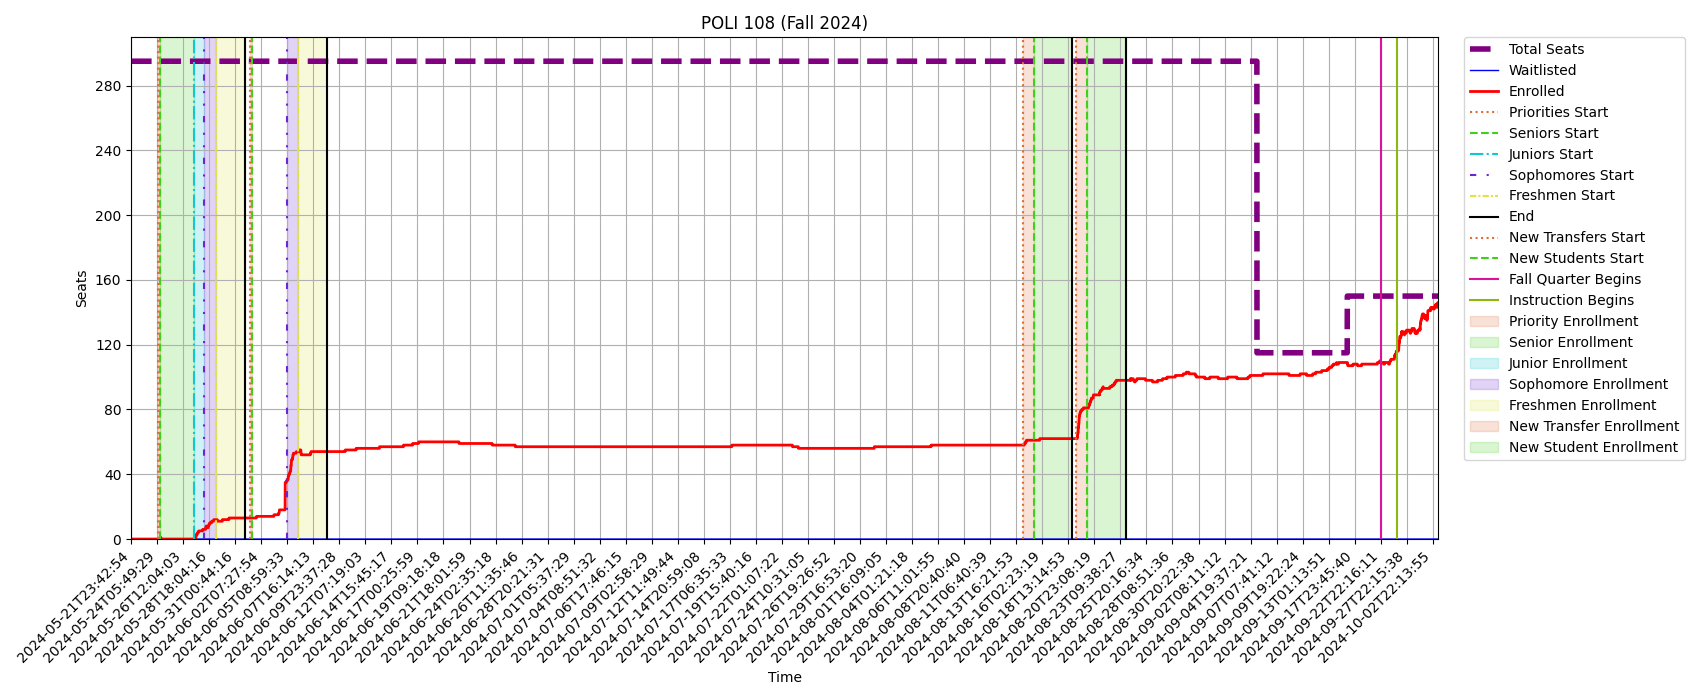 POLI 108 (Fall 2024)
Seats
280
240
200
160
120
80
40
0
2024-05-21T23:42:54
2024-05-24T05:49:29
2024-05-26T12:04:03
2024-05-28T18:04:16
2024-05-31T00:44:16
2024-06-02T07:27:54
2024-06-05T08:59:33
2024-06-07T16:14:13
2024-06-09T23:37:28
2024-06-12T07:19:03
2024-06-14T15:45:17
2024-06-17T00:25:59
2024-06-19T09:18:18
2024-06-21T18:01:59
2024-06-24T02:35:18
2024-06-26T11:35:46
2024-06-28T20:21:31
2024-07-01T05:37:29
2024-07-04T08:51:32
2024-07-06T17:46:15
2024-07-09T02:58:29
2024-07-12T11:49:44
2024-07-14T20:59:08
2024-07-17T06:35:33
2024-07-19T15:40:16
2024-07-22T01:07:22
2024-07-24T10:31:05
2024-07-26T19:26:52
2024-07-29T16:53:20
2024-08-01T16:09:05
2024-08-04T01:21:18
2024-08-06T11:01:55
2024-08-08T20:40:40
2024-08-11T06:40:39
2024-08-13T16:21:53
2024-08-16T02:23:19
2024-08-18T13:14:53
2024-08-20T23:08:19
2024-08-23T09:38:27
2024-08-25T20:16:34
2024-08-28T08:51:36
2024-08-30T20:22:38
2024-09-02T08:11:12
2024-09-04T19:37:21
2024-09-07T07:41:12
2024-09-09T19:22:24
2024-09-13T01:13:51
2024-09-17T23:45:40
2024-09-22T22:16:11
2024-09-27T22:15:38
2024-10-02T22:13:55
Time
Total Seats
Waitlisted
Enrolled
Priorities Start
Seniors Start
Juniors Start
Sophomores Start
Freshmen Start
End
New Transfers Start
New Students Start
Fall Quarter Begins
Instruction Begins
Priority Enrollment
Senior Enrollment
Junior Enrollment
Sophomore Enrollment
Freshmen Enrollment
New Transfer Enrollment
New Student Enrollment